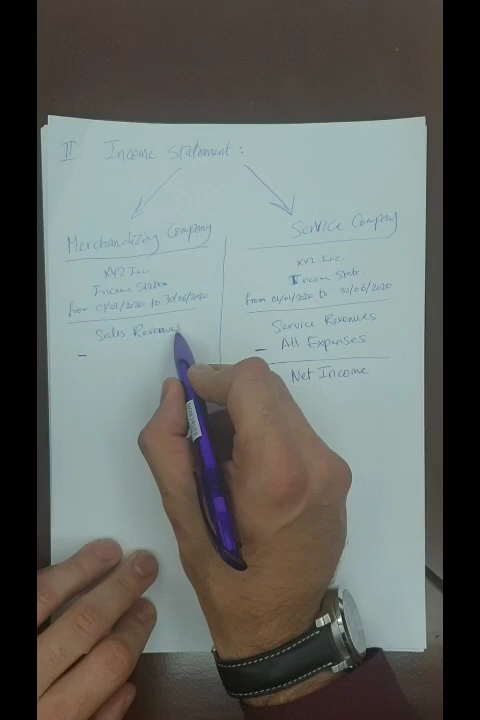 II Income Statement:
Merchandizing Company
XYZ Inc.
Income Statem
from 01/01/2020 to 30/06/2020
Sales Revenues
-
Service Company
XYZ Inc.
Income State.
from 01/01/2020 to 30/06/2020
Service Revenues
- All Expenses
Net Income